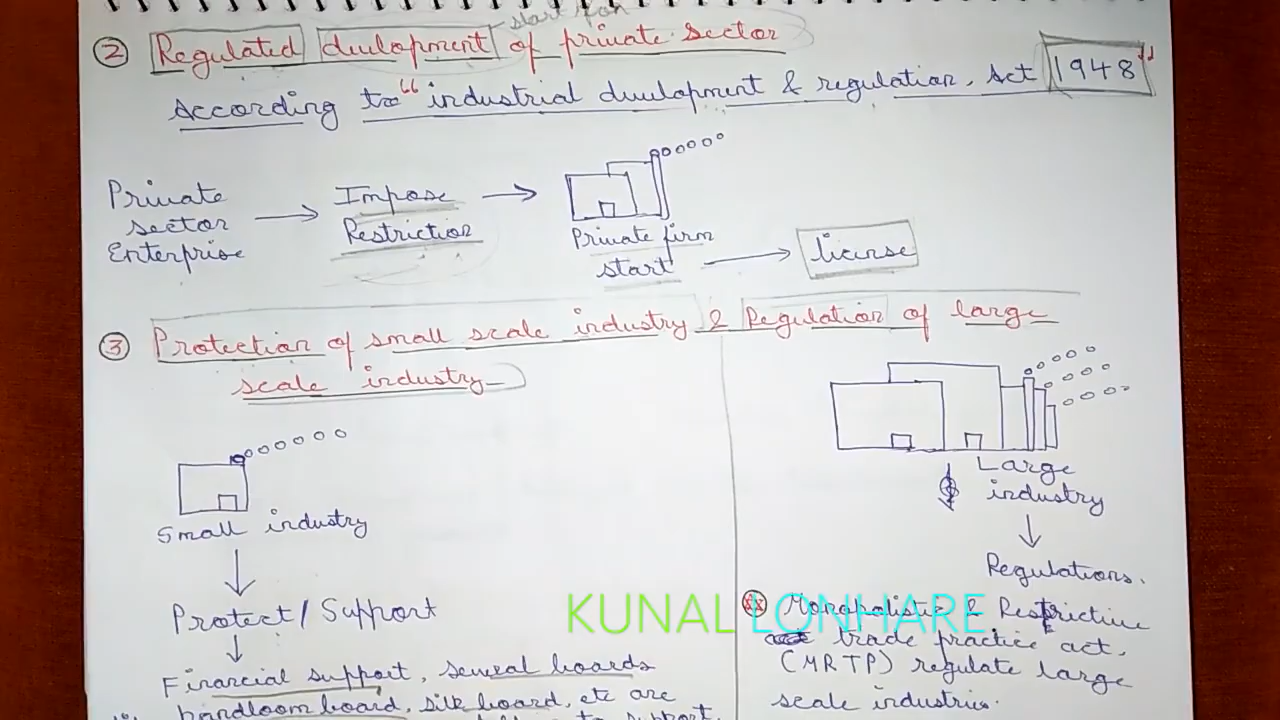 start for
② Regulated development of private sector
According to "industrial development & regulation, Act 1948"
Private
sector
Enterprise
Impose
Restriction
Private firm
start
license
③ Protection of small scale industry & Regulation of large
scale industry
Small industry
Protect/Support
Financial support, several boards
handloom board, silk board, etc are
to support,
Large
industry
Regulations.
Monopolistic & Restrictive
trade practice act,
(MRTP) regulate large
scale industries.
KUNAL LONHARE